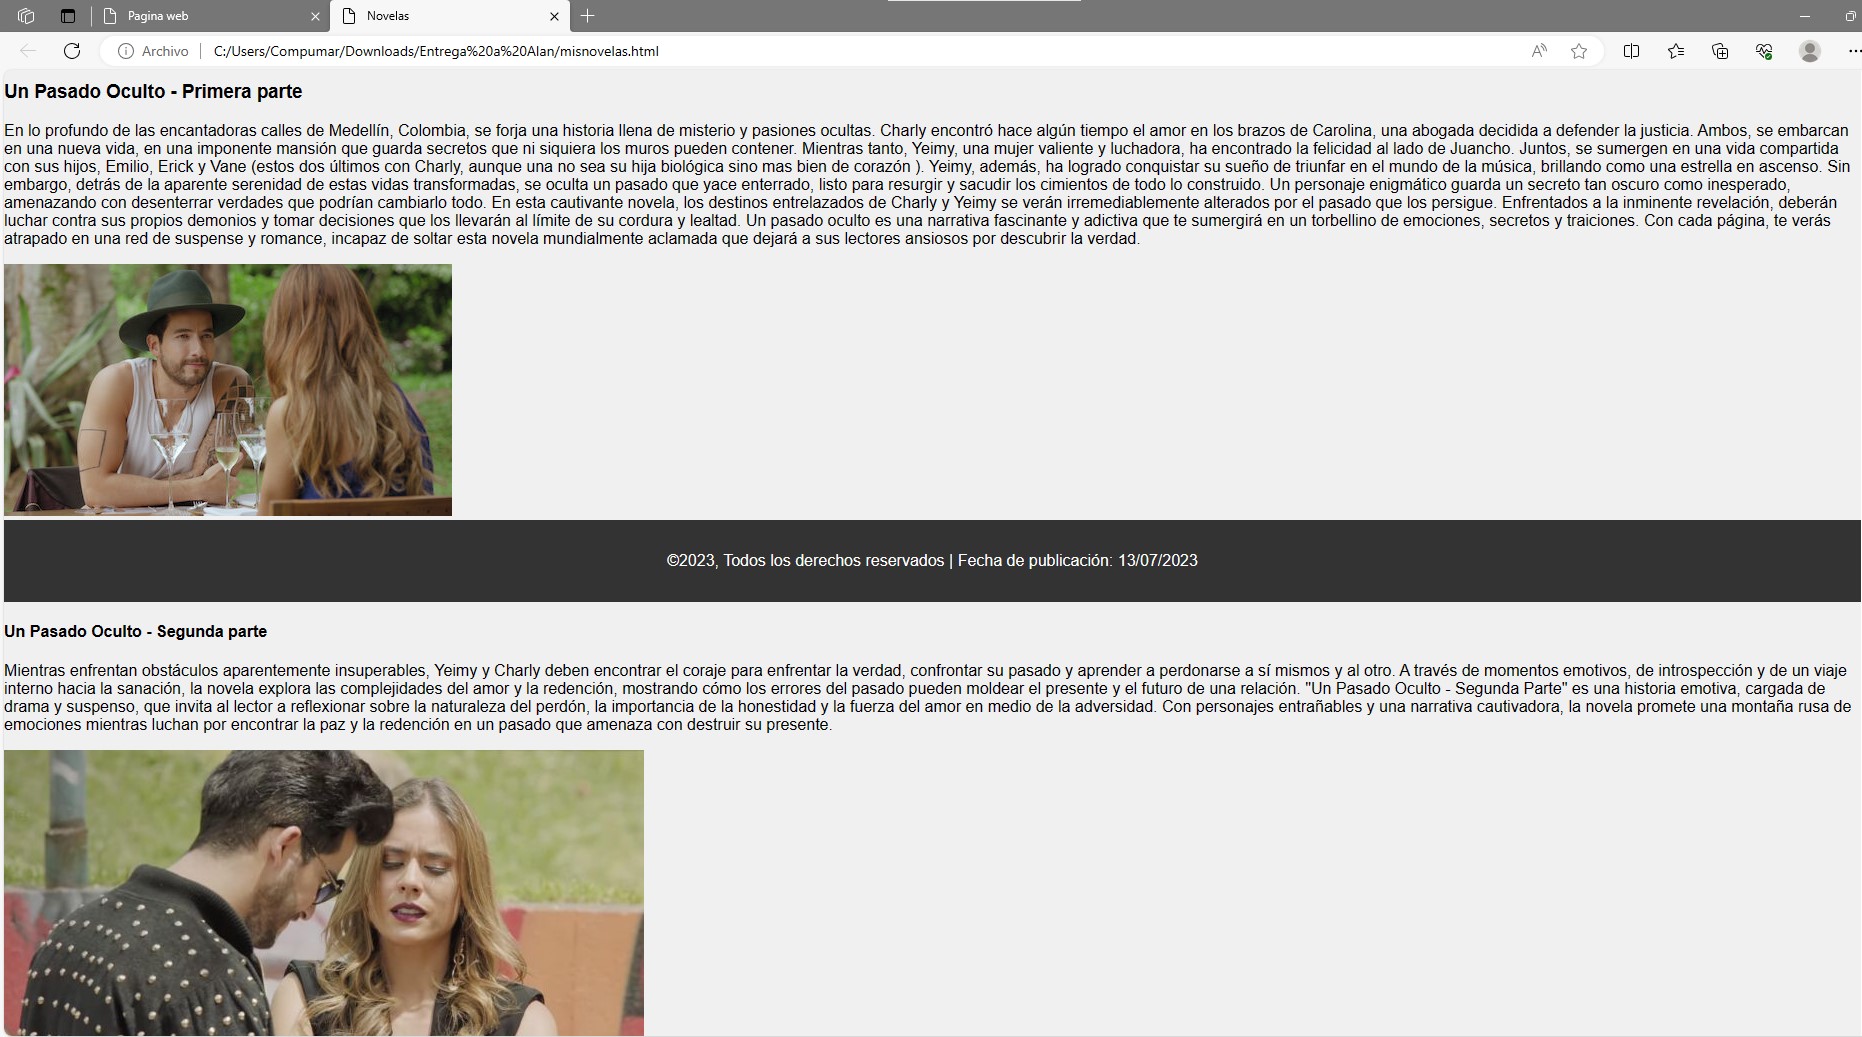 Pagina web
Novelas
Archivo
C:/Users/Compumar/Downloads/Entrega%20a%20Alan/misnovelas.html
Un Pasado Oculto - Primera parte
En lo profundo de las encantadoras calles de Medellín, Colombia, se forja una historia llena de misterio y pasiones ocultas. Charly encontró hace algún tiempo el amor en los brazos de Carolina, una abogada decidida a defender la justicia. Ambos, se embarcan
en una nueva vida, en una imponente mansión que guarda secretos que ni siquiera los muros pueden contener. Mientras tanto, Yeimy, una mujer valiente y luchadora, ha encontrado la felicidad al lado de Juancho. Juntos, se sumergen en una vida compartida
con sus hijos, Emilio, Erick y Vane (estos dos últimos con Charly, aunque una no sea su hija biológica sino mas bien de corazón ). Yeimy, además, ha logrado conquistar su sueño de triunfar en el mundo de la música, brillando como una estrella en ascenso. Sin
embargo, detrás de la aparente serenidad de estas vidas transformadas, se oculta un pasado que yace enterrado, listo para resurgir y sacudir los cimientos de todo lo construido. Un personaje enigmático guarda un secreto tan oscuro como inesperado,
amenazando con desenterrar verdades que podrían cambiarlo todo. En esta cautivante novela, los destinos entrelazados de Charly y Yeimy se verán irremediablemente alterados por el pasado que los persigue. Enfrentados a la inminente revelación, deberán
luchar contra sus propios demonios y tomar decisiones que los llevarán al límite de su cordura y lealtad. Un pasado oculto es una narrativa fascinante y adictiva que te sumergirá en un torbellino de emociones, secretos y traiciones. Con cada página, te verás
atrapado en una red de suspense y romance, incapaz de soltar esta novela mundialmente aclamada que dejará a sus lectores ansiosos por descubrir la verdad.
©2023, Todos los derechos reservados | Fecha de publicación: 13/07/2023
Un Pasado Oculto - Segunda parte
Mientras enfrentan obstáculos aparentemente insuperables, Yeimy y Charly deben encontrar el coraje para enfrentar la verdad, confrontar su pasado y aprender a perdonarse a sí mismos y al otro. A través de momentos emotivos, de introspección y de un viaje
interno hacia la sanación, la novela explora las complejidades del amor y la redención, mostrando cómo los errores del pasado pueden moldear el presente y el futuro de una relación. "Un Pasado Oculto - Segunda Parte" es una historia emotiva, cargada de
drama y suspenso, que invita al lector a reflexionar sobre la naturaleza del perdón, la importancia de la honestidad y la fuerza del amor en medio de la adversidad. Con personajes entrañables y una narrativa cautivadora, la novela promete una montaña rusa de
emociones mientras luchan por encontrar la paz y la redención en un pasado que amenaza con destruir su presente.